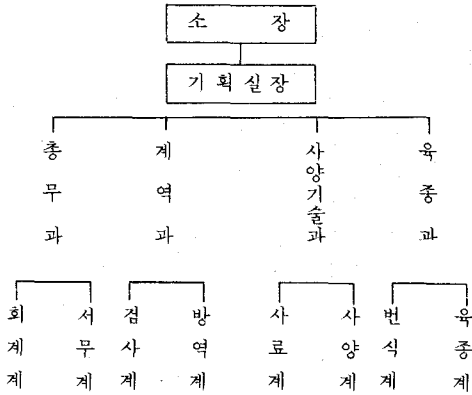 소 장
기획실장
총무과
계역과
사양기술과
육종과
회계계
서무계
검사계
방역계
사료계
사양계
번식계
육종계